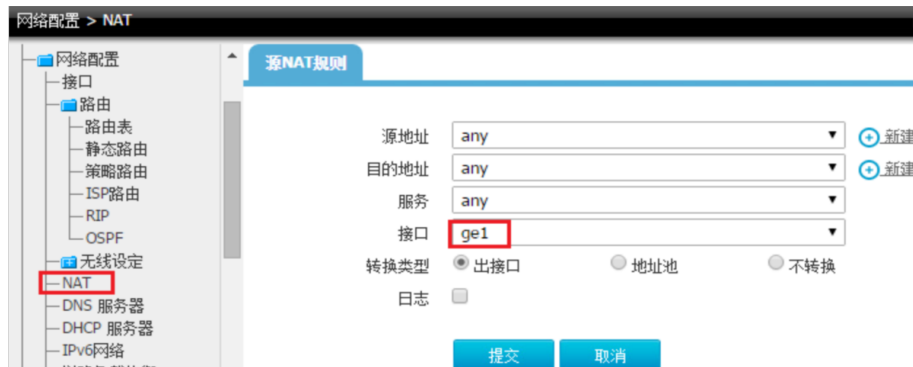 网络配置 > NAT
网络配置
接口
路由
路由表
静态路由
策略路由
ISP路由
RIP
OSPF
无线设定
NAT
DNS 服务器
DHCP 服务器
IPv6网络
源NAT规则
源地址 any 新建
目的地址 any 新建
服务 any
接口 ge1
转换类型 出接口 地址池 不转换
日志
提交 取消